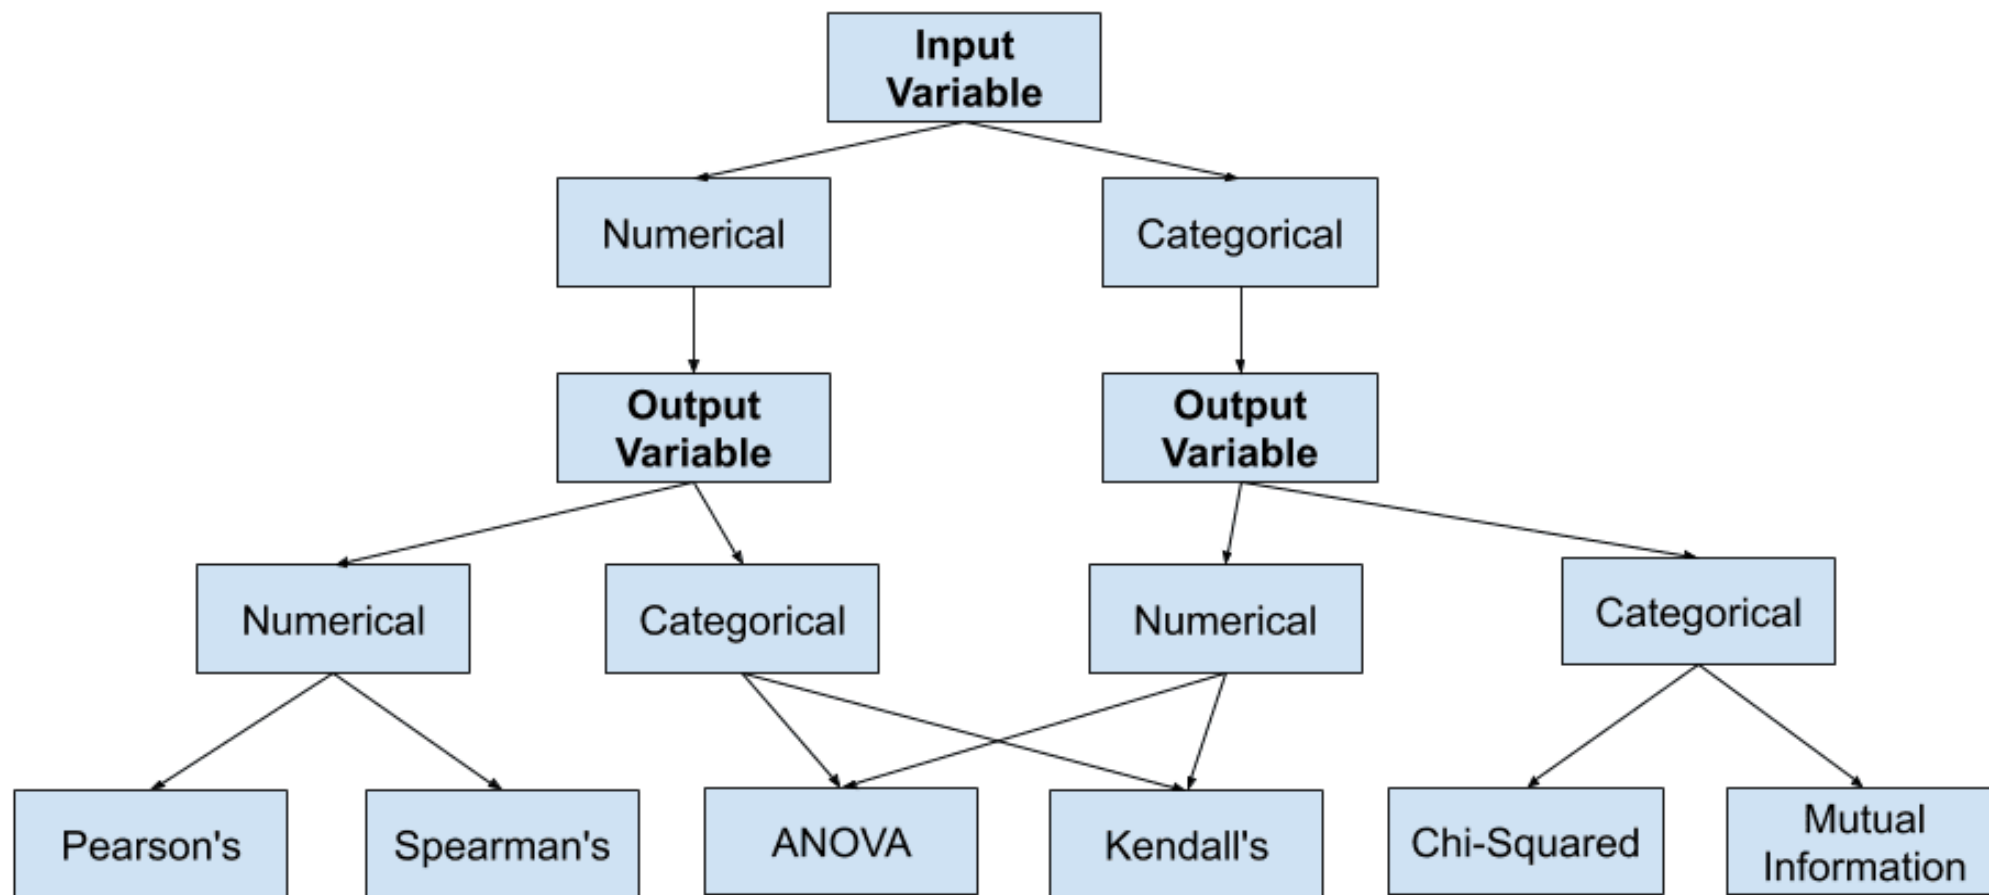 Input
Variable
Numerical
Categorical
Output
Variable
Output
Variable
Numerical
Categorical
Numerical
Categorical
Pearson's
Spearman's
ANOVA
Kendall's
Chi-Squared
Mutual
Information